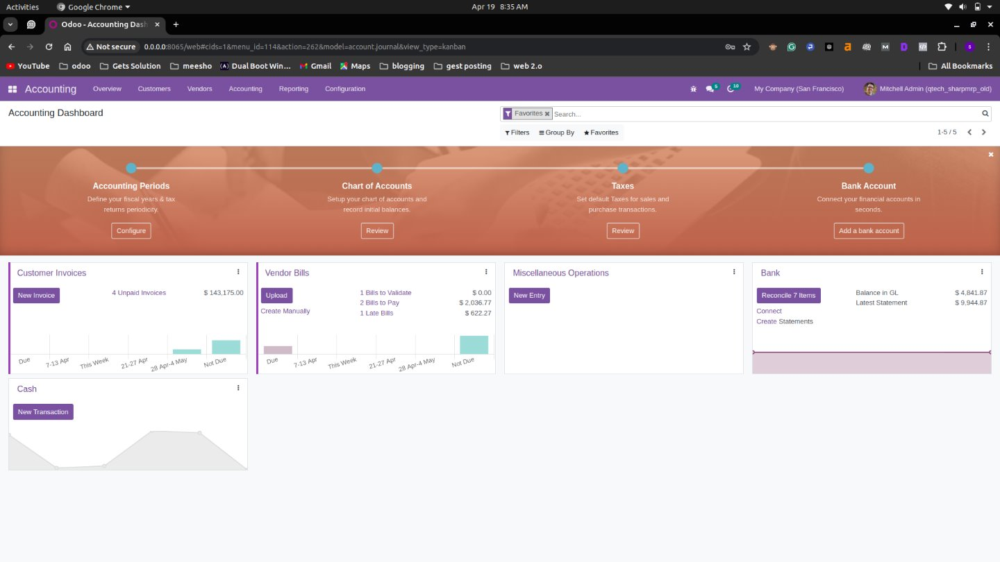 Activities Google Chrome Apr 19 8:35 AM
Odoo - Accounting Dash
Not secure 0.0.0.0:8065/web#cids=1&menu_id=114&action=262&model=account.journal&view_type=kanban
YouTube odoo Gets Solution meesho Dual Boot Win... Gmail Maps blogging gest posting web 2.o All Bookmarks
Accounting Overview Customers Vendors Accounting Reporting Configuration 5 10 My Company (San Francisco) Mitchell Admin (qtech_sharpmrp_old)
Accounting Dashboard
Favorites Search...
Filters Group By Favorites 1-5 / 5
Accounting Periods
Define your fiscal years & tax
returns periodicity.
Configure
Chart of Accounts
Setup your chart of accounts and
record initial balances.
Review
Taxes
Set default Taxes for sales and
purchase transactions.
Review
Bank Account
Connect your financial accounts in
seconds.
Add a bank account
Customer Invoices
New Invoice 4 Unpaid Invoices $ 143,175.00
Due 7-13 Apr This Week 21-27 Apr 28 Apr-4 May Not Due
Vendor Bills
Upload 1 Bills to Validate $ 0.00
2 Bills to Pay $ 2,036.77
Create Manually 1 Late Bills $ 622.27
Due 7-13 Apr This Week 21-27 Apr 28 Apr-4 May Not Due
Miscellaneous Operations
New Entry
Bank
Reconcile 7 Items Balance in GL $ 4,841.87
Latest Statement $ 9,944.87
Connect
Create Statements
Cash
New Transaction